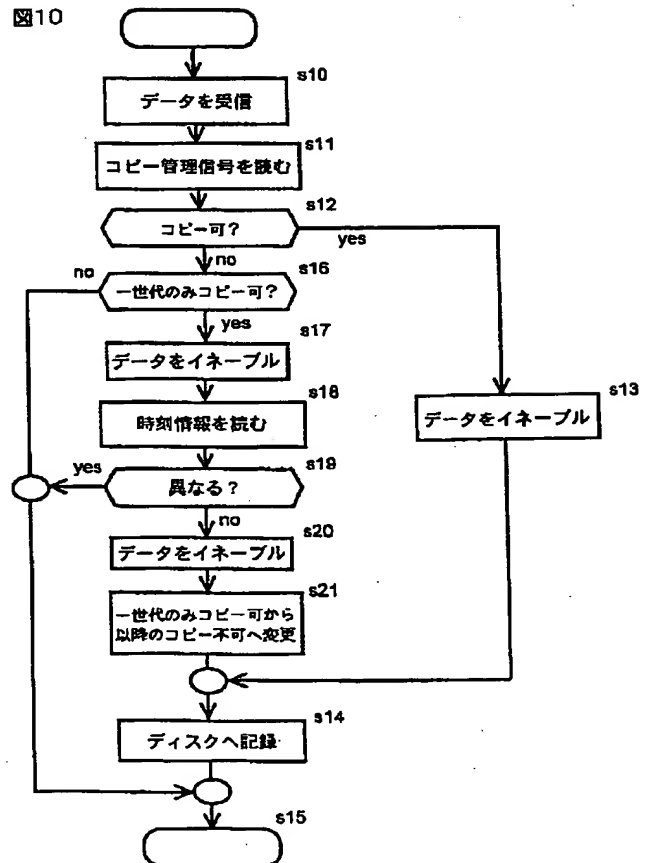 図10
s10
データを受信
s11
コピー管理信号を読む
s12
コピー可?
yes
no
s16
no
一世代のみコピー可?
yes
s17
データをイネーブル
s18
時刻情報を読む
s13
データをイネーブル
s19
yes
異なる?
no
s20
データをイネーブル
s21
一世代のみコピー可から
以降のコピー不可へ変更
s14
ディスクへ記録
s15